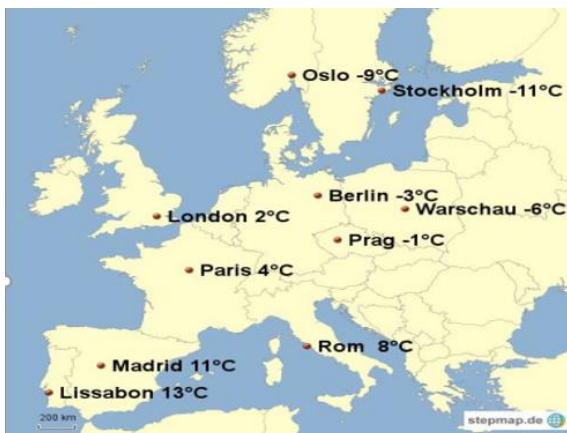 Oslo -9°C
Stockholm -11°C
Berlin -3°C
Warschau -6°C
London 2°C
Prag -1°C
Paris 4°C
Rom 8°C
Madrid 11°C
Lissabon 13°C
200 km
stepmap.de